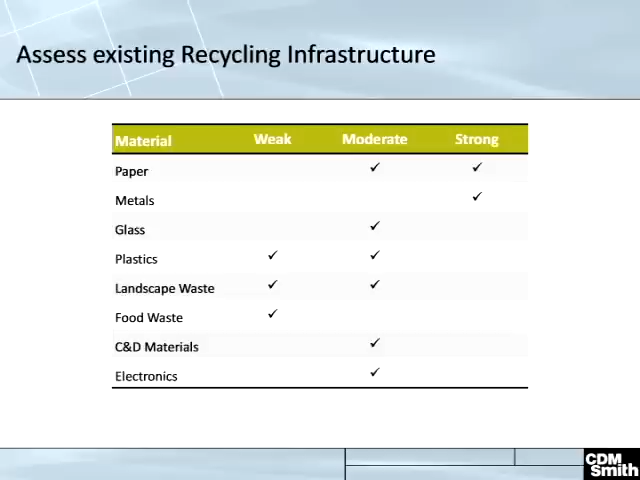 Assess existing Recycling Infrastructure
Material Weak Moderate Strong
Paper ✓ ✓
Metals ✓
Glass ✓
Plastics ✓ ✓
Landscape Waste ✓ ✓
Food Waste ✓
C&D Materials ✓
Electronics ✓
CDM
Smith